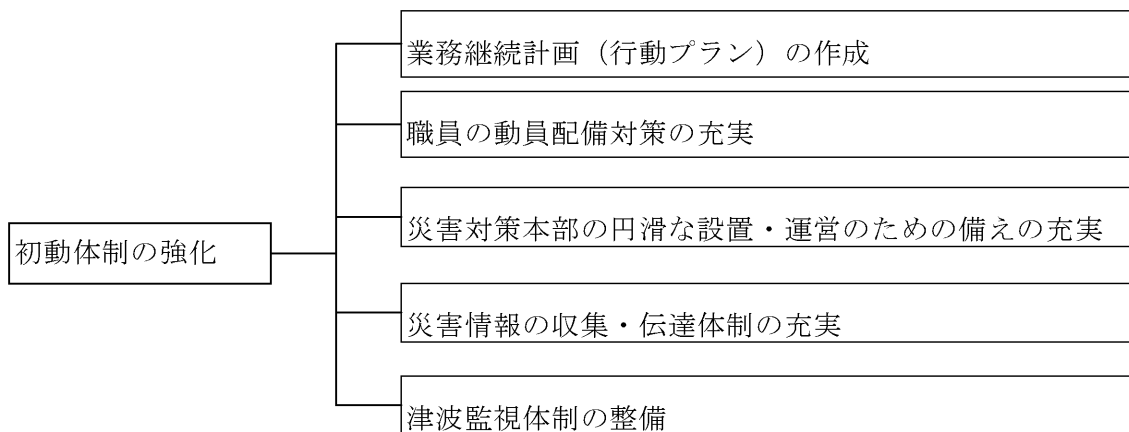 初動体制の強化
業務継続計画（行動プラン）の作成
職員の動員配備対策の充実
災害対策本部の円滑な設置・運営のための備えの充実
災害情報の収集・伝達体制の充実
津波監視体制の整備